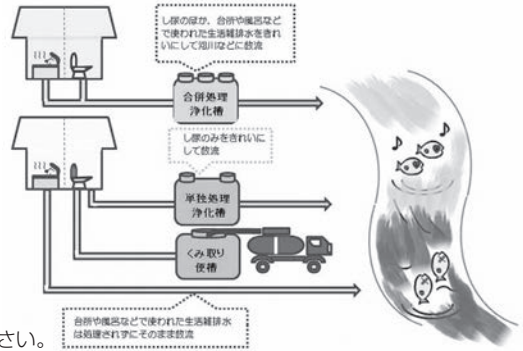 し尿のほか、台所や風呂など
で使われた生活雑排水をきれ
いにして河川などに放流
合併処理
浄化槽
し尿のみをきれいに
して放流
単独処理
浄化槽
くみ取り
便槽
台所や風呂などで使われた生活雑排水
は処理されずにそのまま放流
さい。